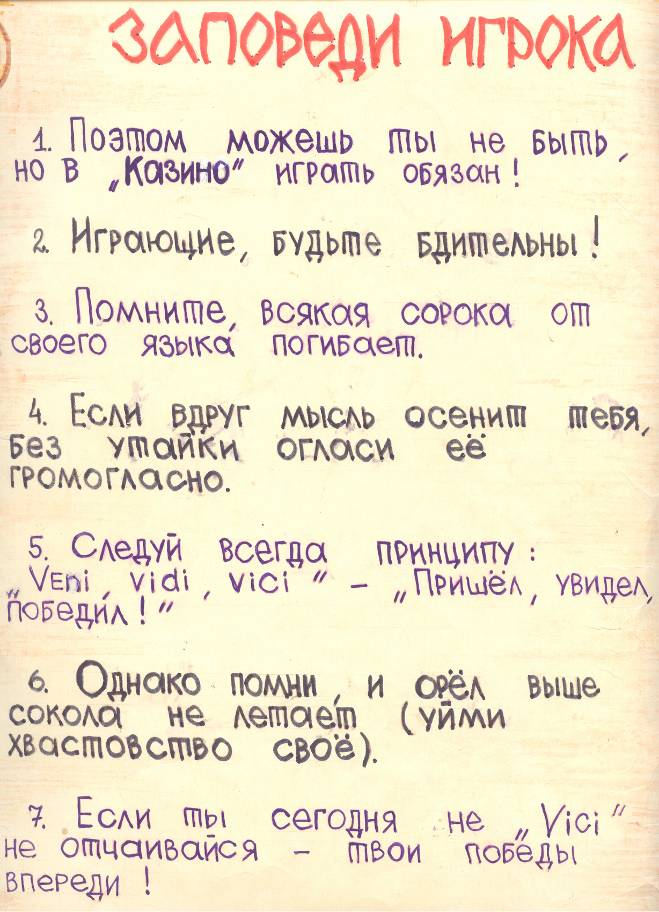 ЗАПОВЕДИ ИГРОКА
1. Поэтом можешь ты не быть,
но в „Казино“ играть обязан!
2. Играющие, будьте бдительны!
3. Помните, всякая сорока от
своего языка погибает.
4. Если вдруг мысль осенит тебя,
без утайки огласи её
громогласно.
5. Следуй всегда принципу:
„Veni, vidi, vici“ – „Пришёл, увидел,
победил!“
6. Однако помни, и орёл выше
сокола не летает (уйми
хвастовство своё).
7. Если ты сегодня не „Vici“
не отчаивайся – твои победы
впереди!